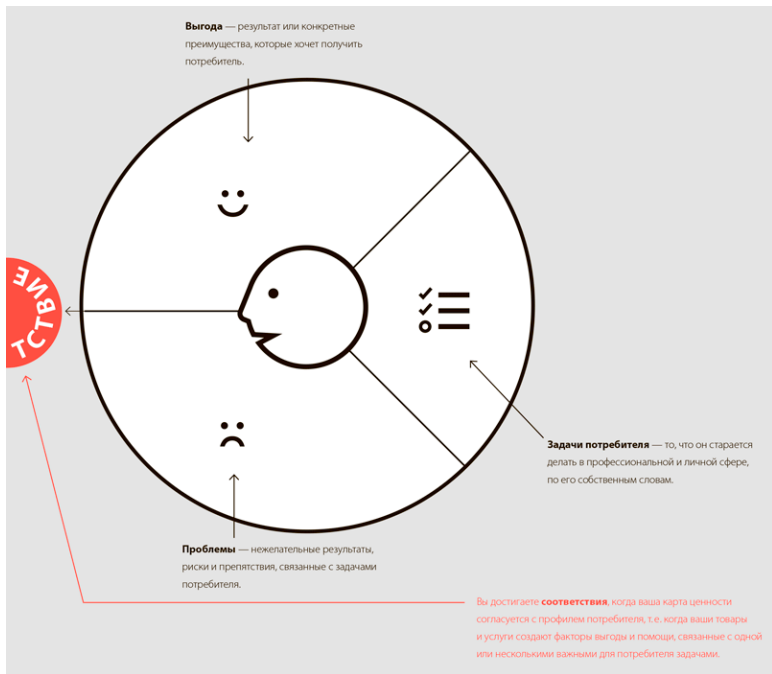 Выгода — результат или конкретные
преимущества, которые хочет получить
потребитель.
ТСТВИЕ
Задачи потребителя — то, что он старается
делать в профессиональной и личной сфере,
по его собственным словам.
Проблемы — нежелательные результаты,
риски и препятствия, связанные с задачами
потребителя.
Вы достигаете соответствия, когда ваша карта ценности
согласуется с профилем потребителя, т.е. когда ваши товары
и услуги создают факторы выгоды и помощи, связанные с одной
или несколькими важными для потребителя задачами.